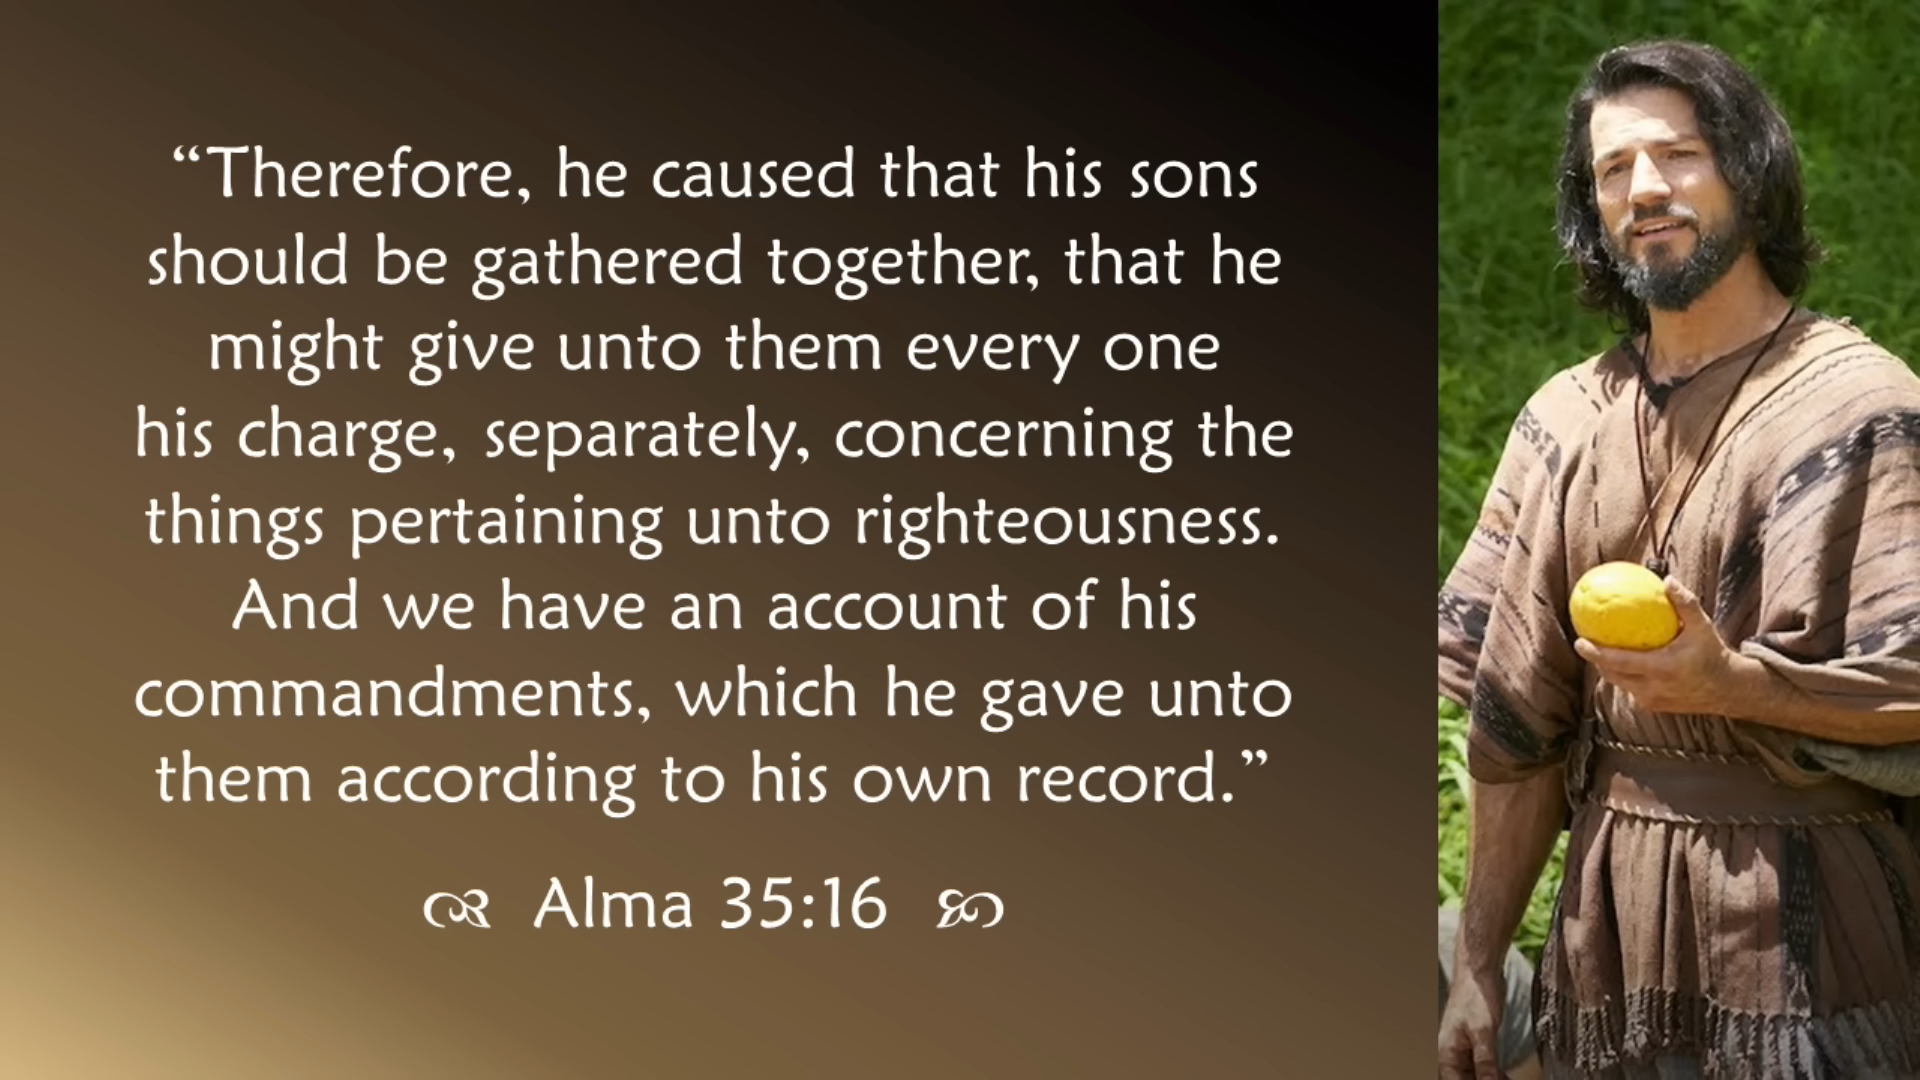 “Therefore, he caused that his sons
should be gathered together, that he
might give unto them every one
his charge, separately, concerning the
things pertaining unto righteousness.
And we have an account of his
commandments, which he gave unto
them according to his own record.”
Alma 35:16